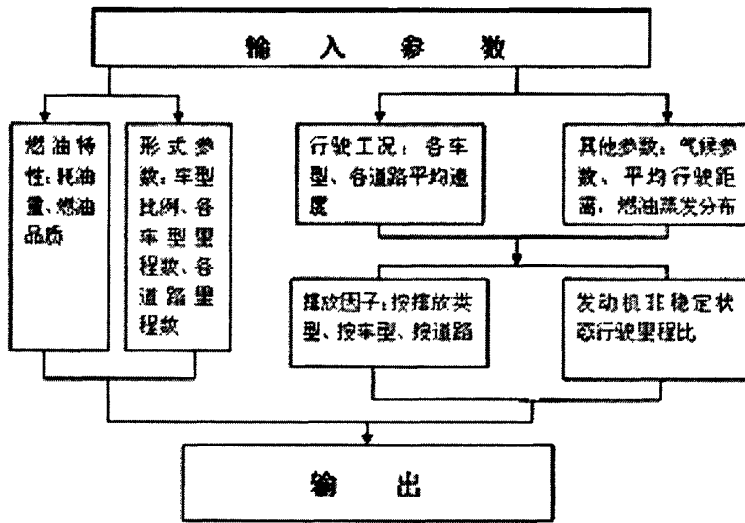 输入参数
燃油特
性:耗油
量、燃油
品质
形式参
数:车型
比例、各
车型里
程数、各
道路里
程数
行驶工况:各车
型、各道路平均速
度
其他参数:气候参
数、平均行驶距
离,燃油蒸发分布
排放因子:按排放类
型、按车型、按道路
发动机非稳定状
态行驶里程比
输出